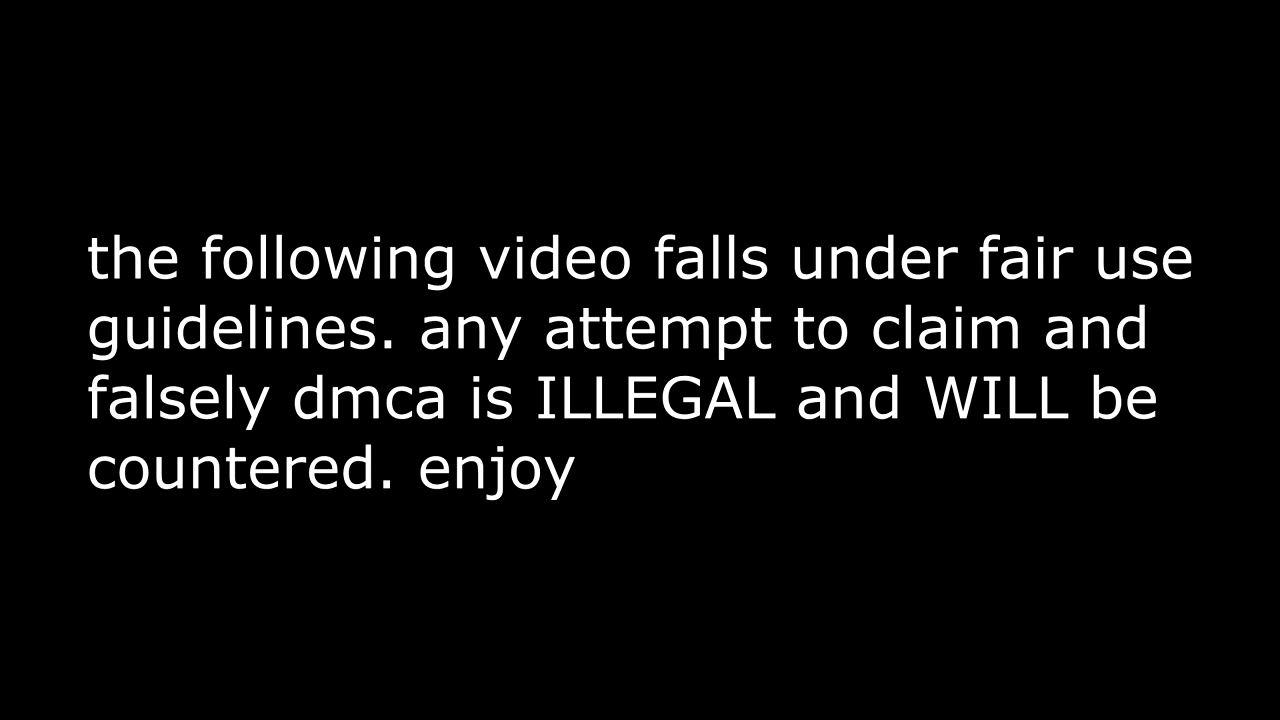 the following video falls under fair use
guidelines. any attempt to claim and
falsely dmca is ILLEGAL and WILL be
countered. enjoy